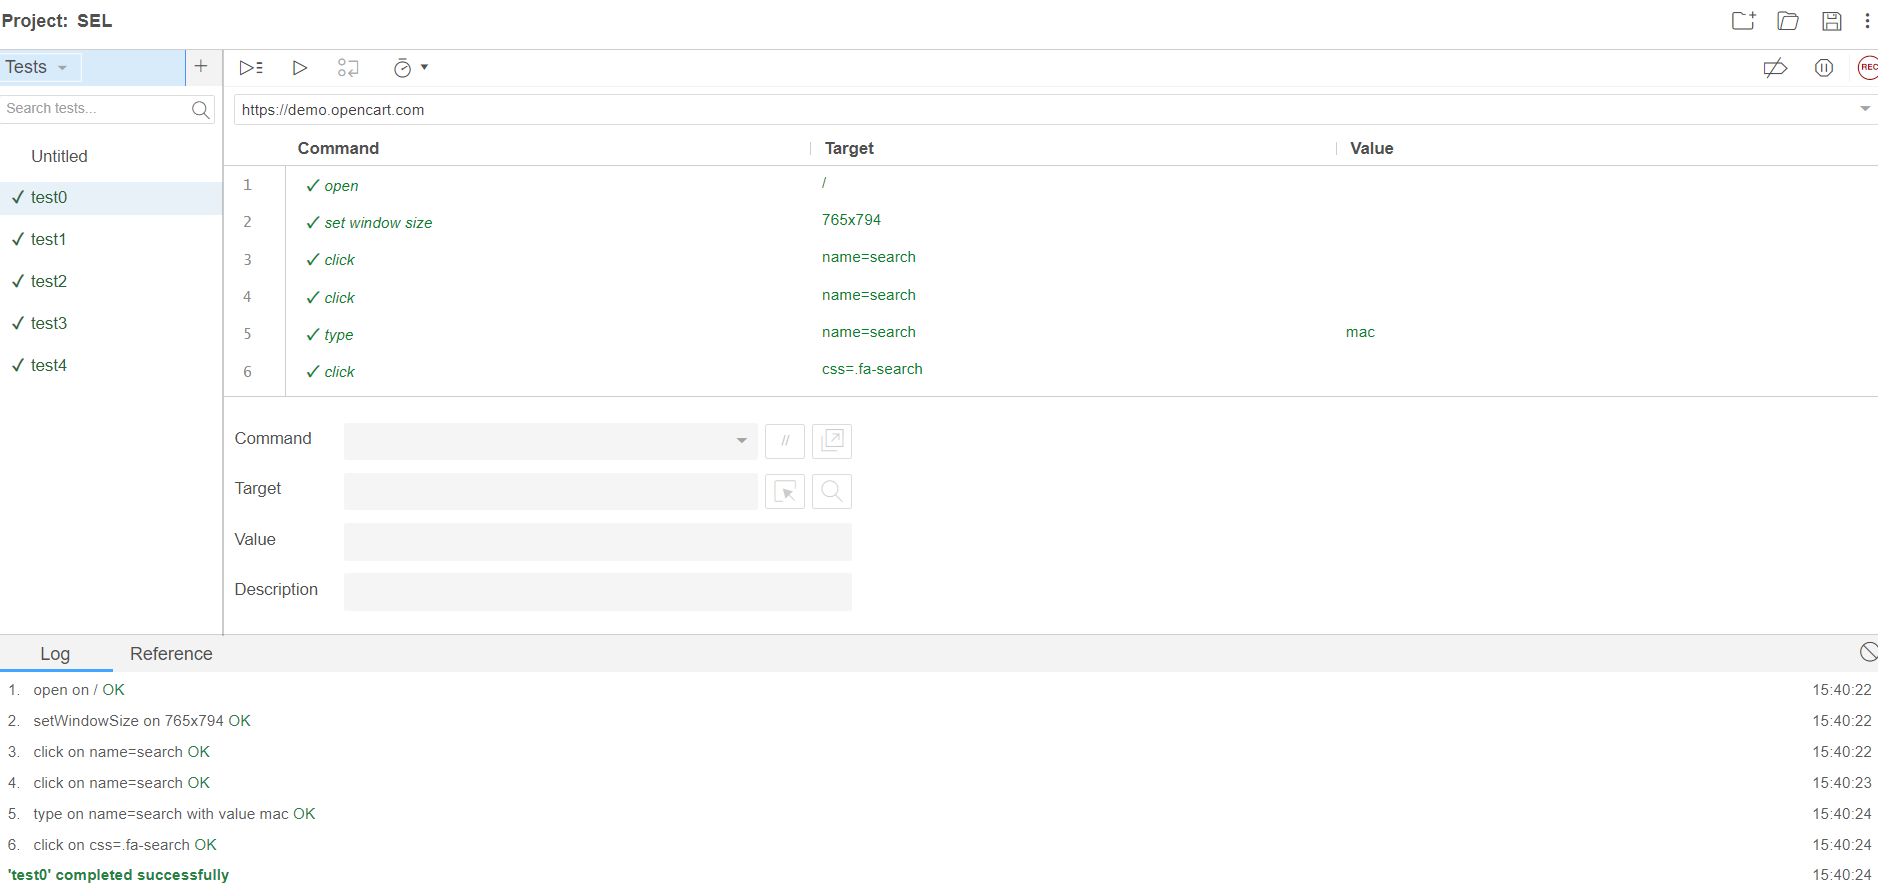 Project: SEL
Tests
+
Search tests...
Untitled
✓ test0
✓ test1
✓ test2
✓ test3
✓ test4
REC
https://demo.opencart.com
Command Target Value
1 ✓ open /
2 ✓ set window size 765x794
3 ✓ click name=search
4 ✓ click name=search
5 ✓ type name=search mac
6 ✓ click css=.fa-search
Command //
Target
Value
Description
Log Reference
1. open on / OK 15:40:22
2. setWindowSize on 765x794 OK 15:40:22
3. click on name=search OK 15:40:22
4. click on name=search OK 15:40:23
5. type on name=search with value mac OK 15:40:24
6. click on css=.fa-search OK 15:40:24
'test0' completed successfully 15:40:24